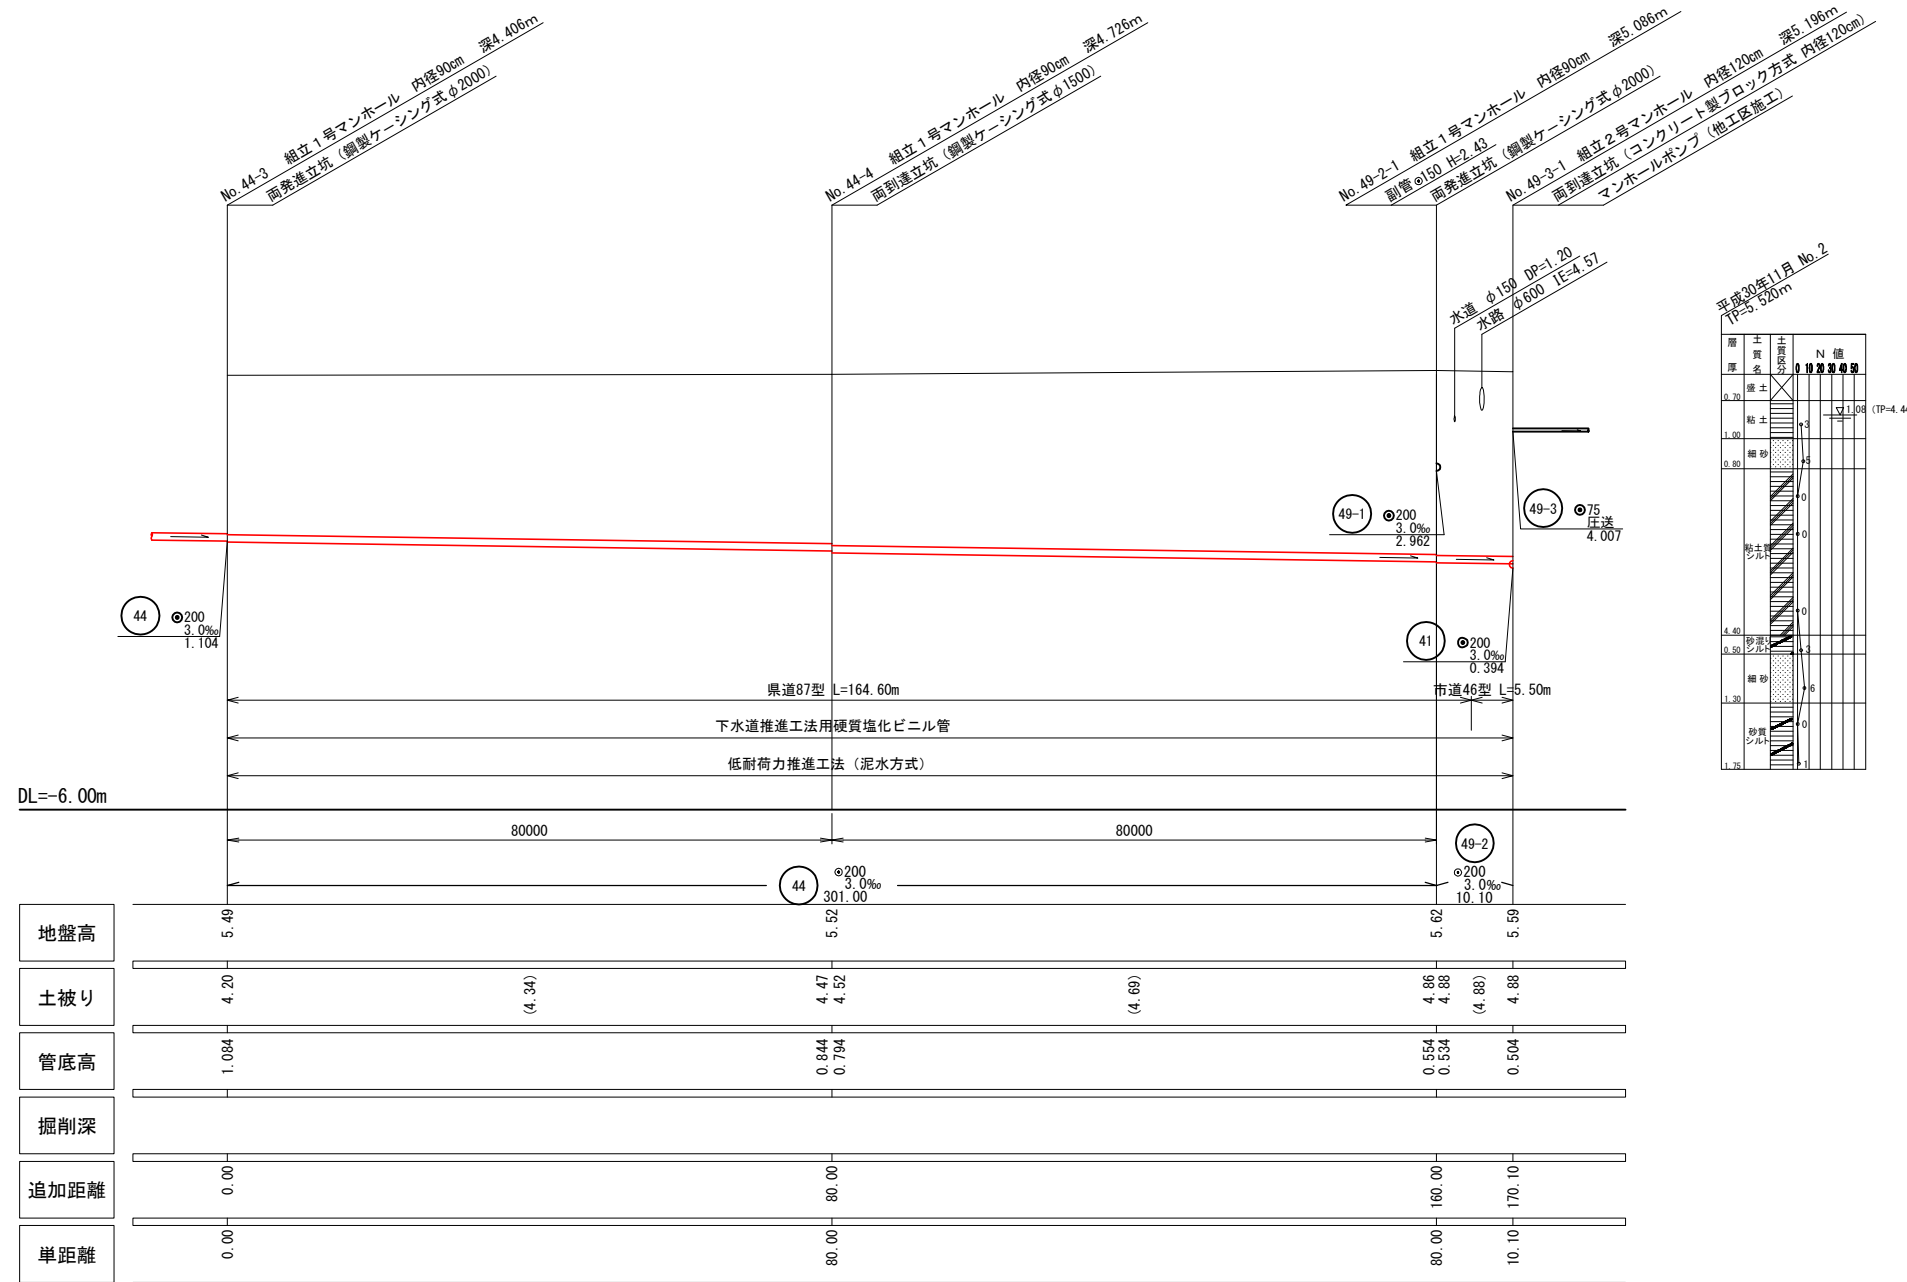 No.44-3 組立１号マンホール 内径90cm 深4.406m
両発進立坑（鋼製ケーシング式φ2000）
No.44-4 組立１号マンホール 内径90cm 深4.726m
両到達立坑（鋼製ケーシング式φ1500）
No.49-2-1 組立１号マンホール 内径90cm 深5.086m
副管◎150 H=2.43
両発進立坑（鋼製ケーシング式φ2000）
No.49-3-1 組立２号マンホール 内径120cm 深5.196m
両到達立坑（コンクリート製ブロック方式 内径120cm）
マンホールポンプ（他工区施工）
水道 φ150 DP=1.20
水路 φ600 IE=4.57
平成30年11月 No.2
TP=5.520m
層厚 土質名 土質区分 N 値
0 10 20 30 40 50
盛土
0.70
1.08 (TP=4.44
粘土
3
1.00
細砂
5
0.80
0
0
粘土質
シルト
0
4.40
砂混り
シルト
3
0.50
細砂
6
1.30
0
砂質
シルト
1
1.75
49-1 ◎200
3.0‰
2.962
49-3 ◎75
圧送
4.007
44 ◎200
3.0‰
1.104
41 ◎200
3.0‰
0.394
県道87型 L=164.60m
市道46型 L=5.50m
下水道推進工法用硬質塩化ビニル管
低耐荷力推進工法（泥水方式）
DL=-6.00m
80000 80000
49-2
◎200
3.0‰
10.10
44 ◎200
3.0‰
301.00
地盤高 5.49 5.52 5.62 5.59
土被り 4.20 (4.34) 4.47 4.52 (4.69) 4.86 4.88 (4.88) 4.88
管底高 1.084 0.844 0.794 0.554 0.534 0.504
掘削深
追加距離 0.00 80.00 160.00 170.10
単距離 0.00 80.00 80.00 10.10